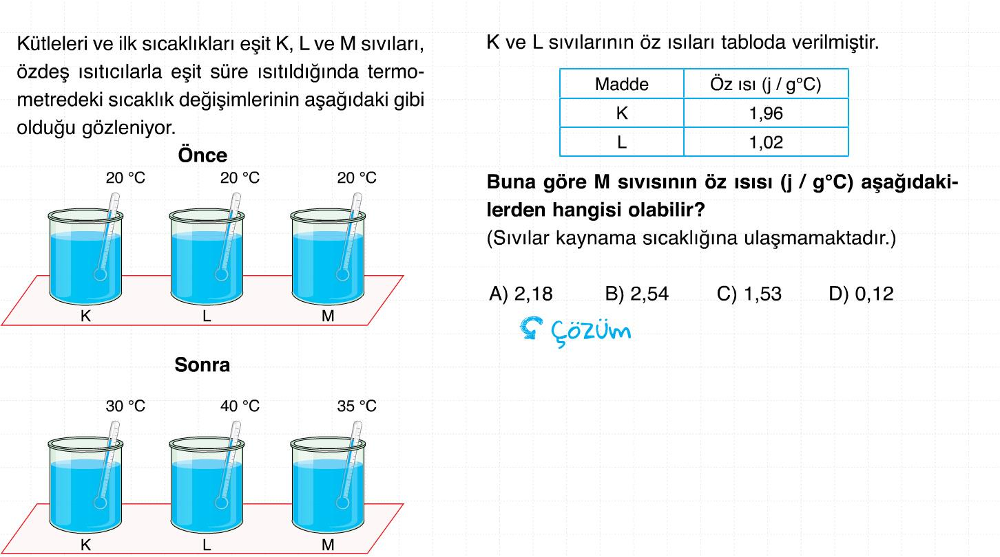 Kütleleri ve ilk sıcaklıkları eşit K, L ve M sıvıları,
özdeş ısıtıcılarla eşit süre ısıtıldığında termo-
metredeki sıcaklık değişimlerinin aşağıdaki gibi
olduğu gözleniyor.
Önce
20 °C 20 °C 20 °C
K L M
Sonra
30 °C 40 °C 35 °C
K L M
K ve L sıvılarının öz ısıları tabloda verilmiştir.
Madde Öz ısı (j / g°C)
K 1,96
L 1,02
Buna göre M sıvısının öz ısısı (j / g°C) aşağıdaki-
lerden hangisi olabilir?
(Sıvılar kaynama sıcaklığına ulaşmamaktadır.)
A) 2,18 B) 2,54 C) 1,53 D) 0,12
Çözüm